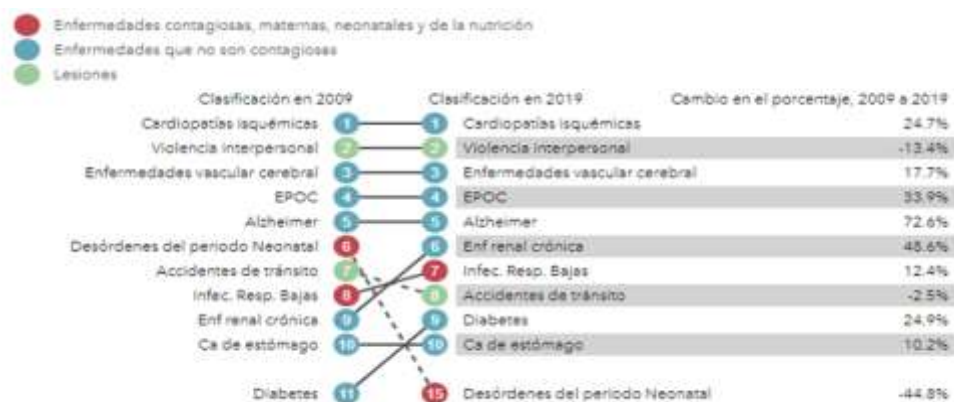 Enfermedades contagiosas, maternas, neonatales y de la nutrición
Enfermedades que no son contagiosas
Lesiones
Clasificación en 2009 Clasificación en 2019 Cambio en el porcentaje, 2009 a 2019
Cardiopatías isquémicas 1 1 Cardiopatías isquémicas 24.7%
Violencia interpersonal 2 2 Violencia interpersonal -13.4%
Enfermedades vascular cerebral 3 3 Enfermedades vascular cerebral 17.7%
EPOC 4 4 EPOC 33.9%
Alzheimer 5 5 Alzheimer 72.6%
Desórdenes del periodo Neonatal 6 6 Enf renal crónica 48.6%
Accidentes de tránsito 7 7 Infec. Resp. Bajas 12.4%
Infec. Resp. Bajas 8 8 Accidentes de tránsito -2.5%
Enf renal crónica 9 9 Diabetes 24.9%
Ca de estómago 10 10 Ca de estómago 10.2%
Diabetes 11 15 Desórdenes del periodo Neonatal -44.8%